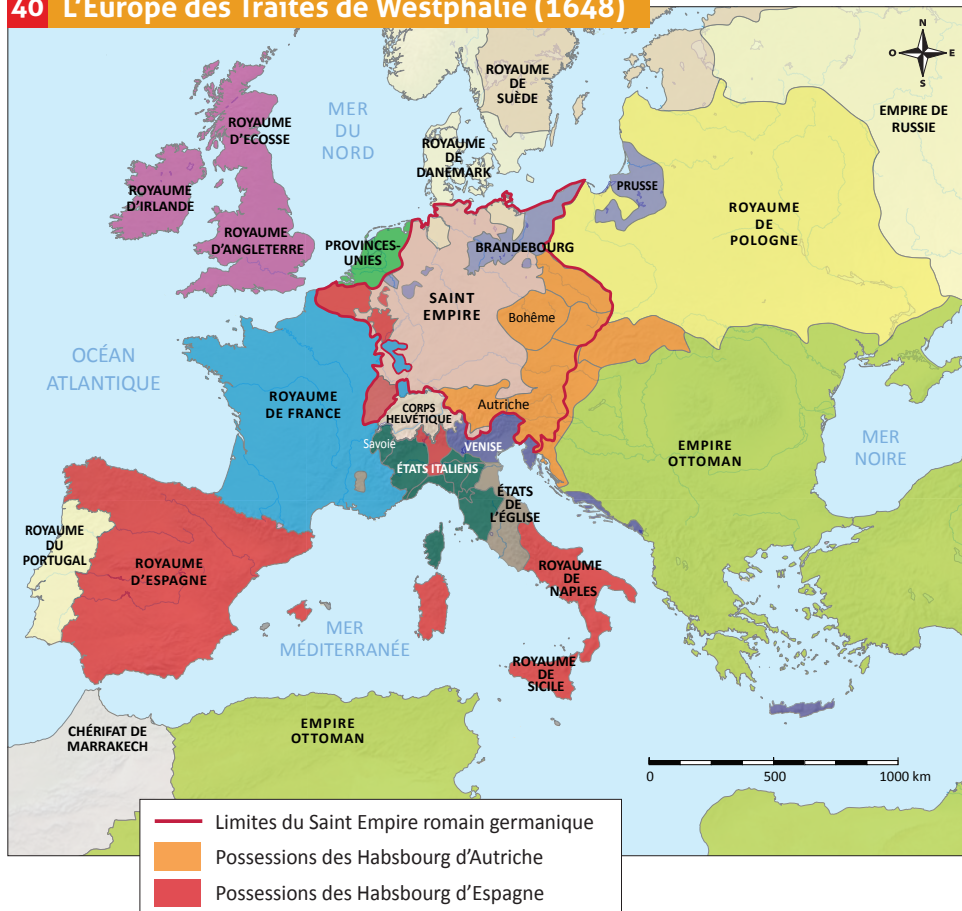 40 L'Europe des Traités de Westphalie (1648)
N
O E
S
ROYAUME
DE
SUÈDE
EMPIRE DE
RUSSIE
MER
DU
NORD
ROYAUME
D'ECOSSE
ROYAUME
DE
DANEMARK
ROYAUME
D'IRLANDE
PRUSSE
ROYAUME
DE
POLOGNE
ROYAUME
D'ANGLETERRE
PROVINCES-
UNIES
BRANDEBOURG
SAINT
EMPIRE
Bohême
OCÉAN
ATLANTIQUE
ROYAUME
DE FRANCE
CORPS
HELVÉTIQUE
Autriche
Savoie
VENISE
ÉTATS ITALIENS
EMPIRE
OTTOMAN
MER
NOIRE
ÉTATS
DE
L'ÉGLISE
ROYAUME
DU
PORTUGAL
ROYAUME
D'ESPAGNE
ROYAUME
DE
NAPLES
MER
MÉDITERRANÉE
ROYAUME
DE
SICILE
CHÉRIFAT DE
MARRAKECH
EMPIRE
OTTOMAN
0 500 1000 km
Limites du Saint Empire romain germanique
Possessions des Habsbourg d'Autriche
Possessions des Habsbourg d'Espagne